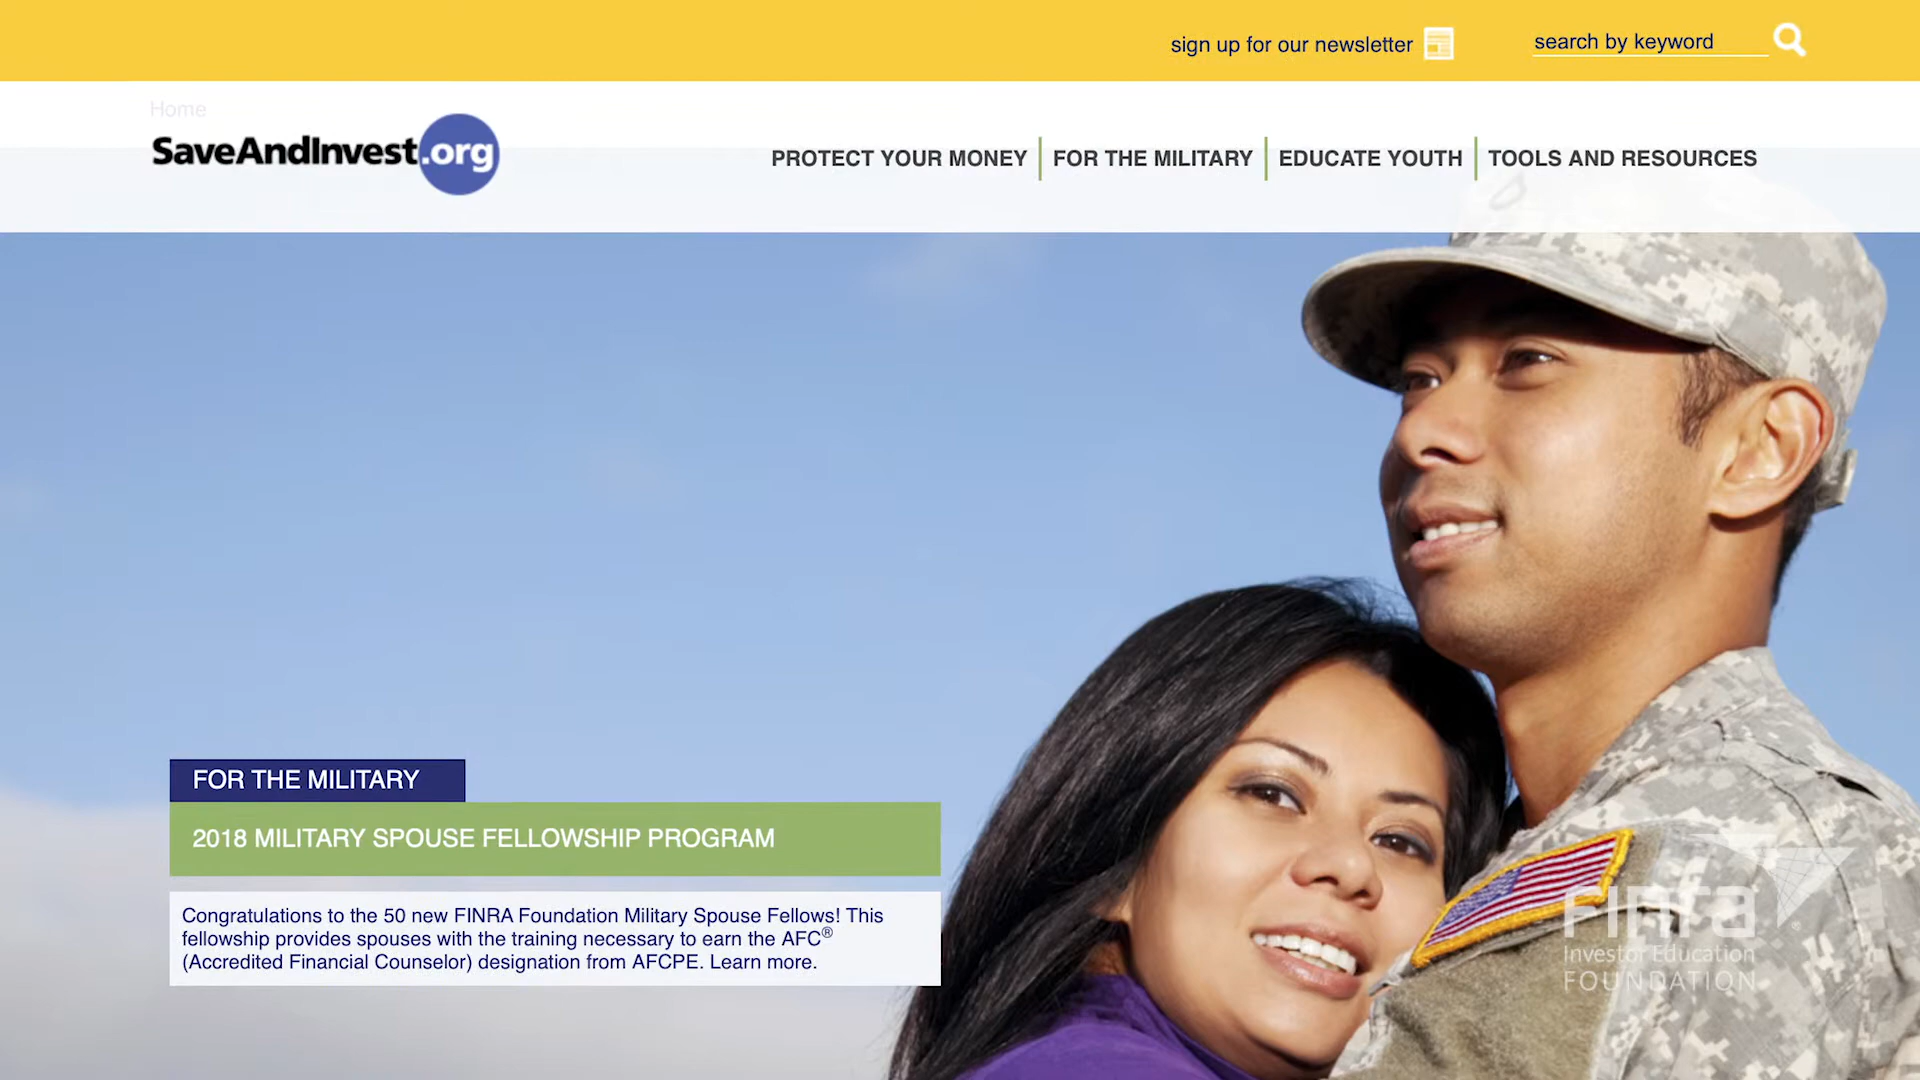 sign up for our newsletter
search by keyword
Home
SaveAndInvest.org
PROTECT YOUR MONEY
FOR THE MILITARY
EDUCATE YOUTH
TOOLS AND RESOURCES
FOR THE MILITARY
2018 MILITARY SPOUSE FELLOWSHIP PROGRAM
Congratulations to the 50 new FINRA Foundation Military Spouse Fellows! This
fellowship provides spouses with the training necessary to earn the AFC®
(Accredited Financial Counselor) designation from AFCPE. Learn more.
FINRA
Investor Education
FOUNDATION